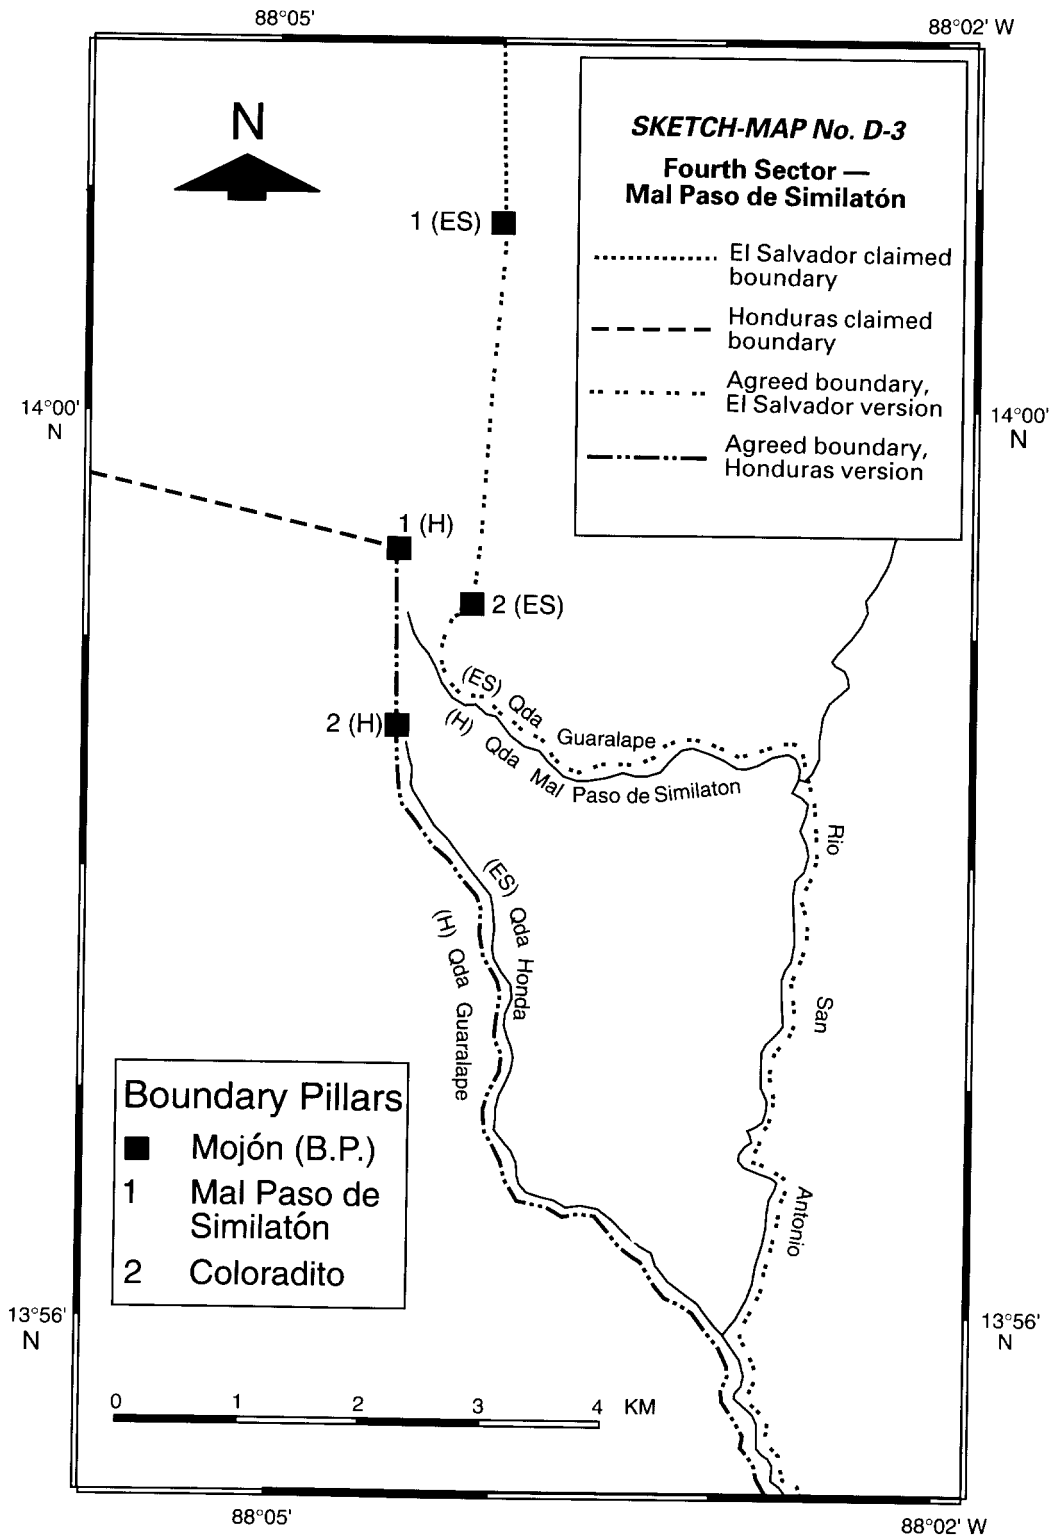 88°05'
88°02' W
N
SKETCH-MAP No. D-3
Fourth Sector —
Mal Paso de Similatón
El Salvador claimed
boundary
Honduras claimed
boundary
Agreed boundary,
El Salvador version
Agreed boundary,
Honduras version
1 (ES)
14°00'
N
14°00'
N
1 (H)
2 (ES)
2 (H)
(ES) Qda Guaralape
(H) Qda Mal Paso de Similaton
Rio San Antonio
(ES) Qda Honda
(H) Qda Guaralape
Boundary Pillars
Mojón (B.P.)
1 Mal Paso de
Similatón
2 Coloradito
13°56'
N
13°56'
N
0 1 2 3 4 KM
88°05'
88°02' W